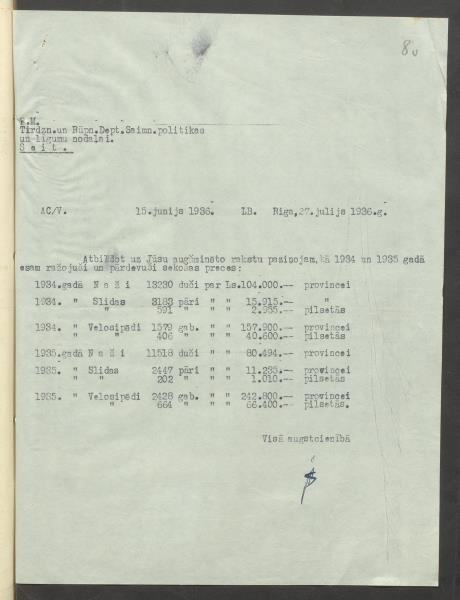 8
F.M.
Tirdzn.un Rūpn.Dept.Saimn.politikas
un līgumu nodaļai.
Š e i t .
AC/V. 15.junijs 1936. LB. Riga,27.julijs 1936.g.
Atbildot uz Jūsu augšminēto rakstu paziņojam,kā 1934 un 1935 gadā
esam ražojuši un pārdevuši sekošas preces:
1934.gadā N a ž i 13230 duči par Ls.104.000.-- provincei
1934. " Slidas 3183 pāri " " 15.915.-- "
" 591 " " " 2.955.-- pilsētās
1934. " Velosipēdi 1579 gab. " " 157.900.-- provincei
" " 406 " " " 40.600.-- pilsētās
1935.gadā N a ž i 11518 duči " " 80.494.-- provincei
1935. " Slidas 2447 pāri " " 11.235.-- provincei
" " 202 " " " 1.010.-- pilsētās
1935. " Velosipēdi 2428 gab. " " 242.800.-- provincei
" 664 " " 66.400.-- pilsētās.
Visā augstcienībā